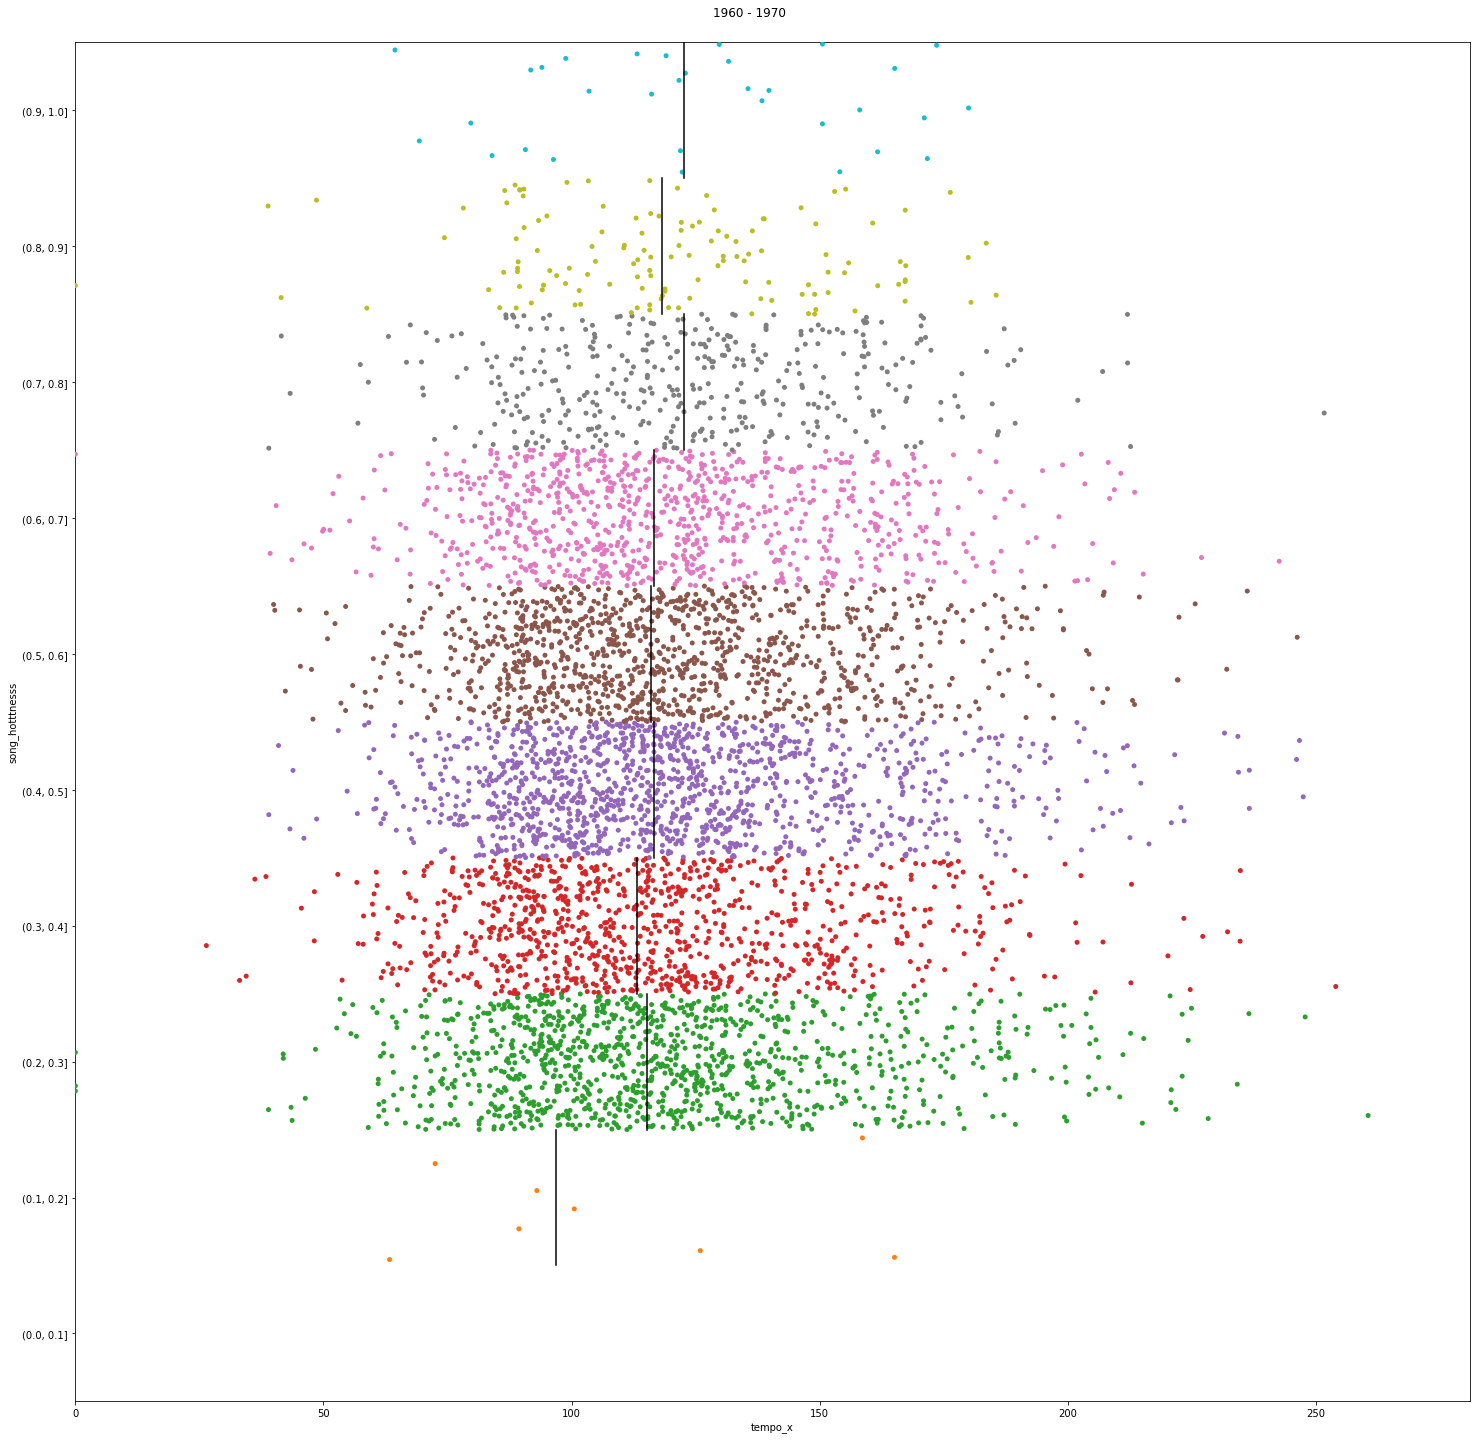 1960 - 1970
(0.9, 1.0]
(0.8, 0.9]
(0.7, 0.8]
(0.6, 0.7]
(0.5, 0.6]
(0.4, 0.5]
(0.3, 0.4]
(0.2, 0.3]
(0.1, 0.2]
(0.0, 0.1]
song_hotttnesss
0 50 100 150 200 250
tempo_x